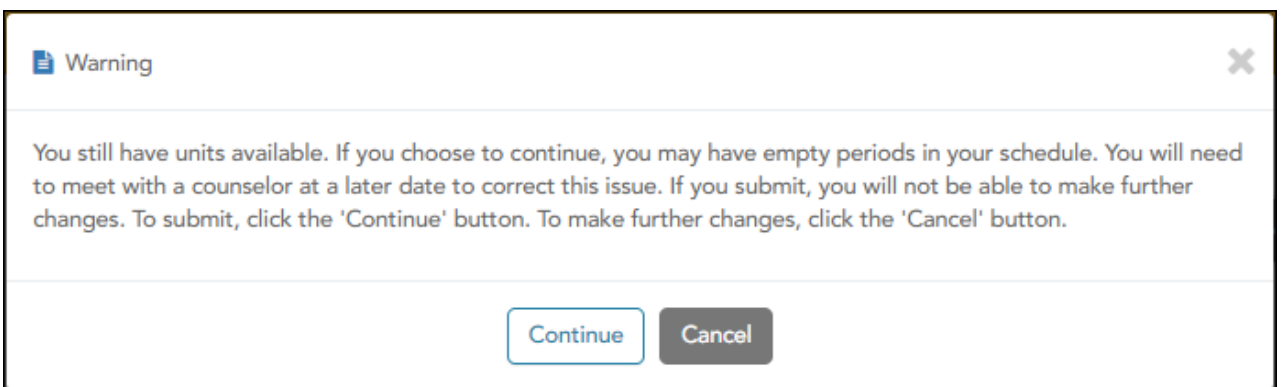 Warning
You still have units available. If you choose to continue, you may have empty periods in your schedule. You will need
to meet with a counselor at a later date to correct this issue. If you submit, you will not be able to make further
changes. To submit, click the 'Continue' button. To make further changes, click the 'Cancel' button.
Continue Cancel